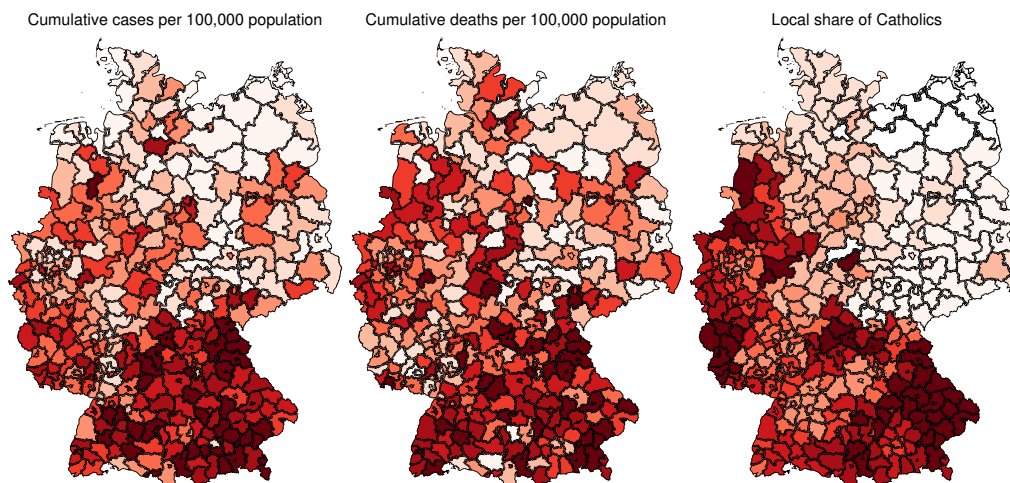 Cumulative cases per 100,000 population
Cumulative deaths per 100,000 population
Local share of Catholics